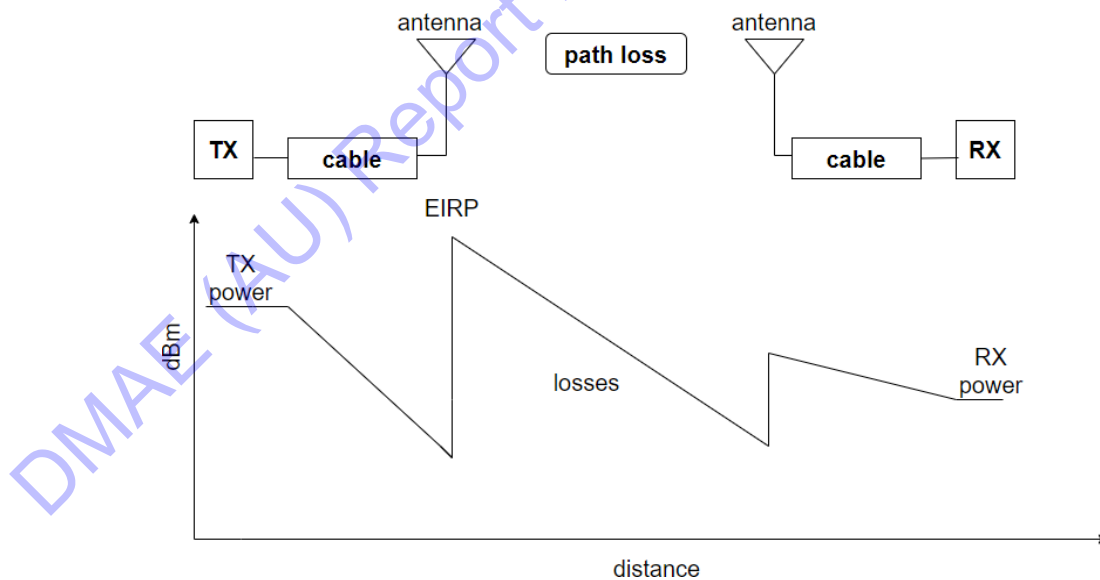 antenna
antenna
path loss
TX
cable
cable
RX
EIRP
TX
power
dBm
losses
RX
power
distance
DMAE (AU) Report